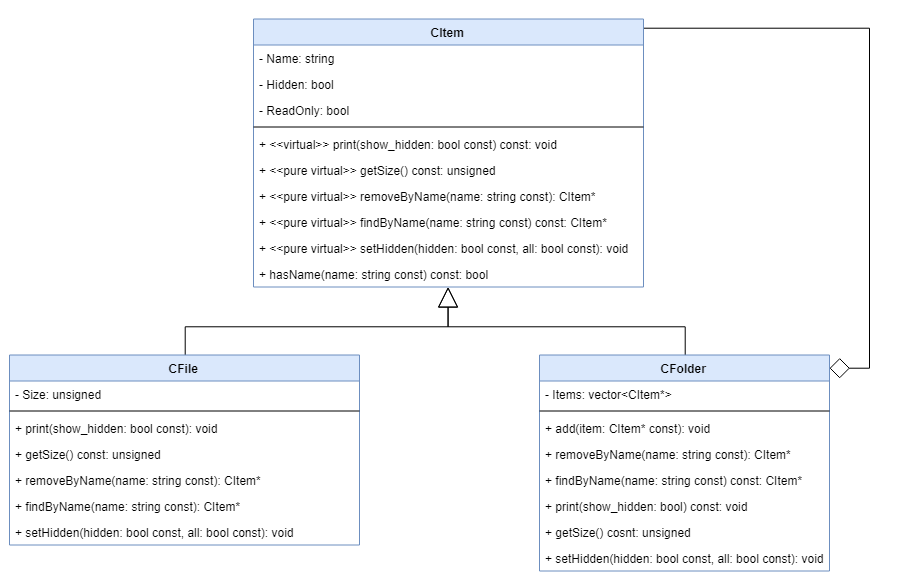 CItem
- Name: string
- Hidden: bool
- ReadOnly: bool
+ <<virtual>> print(show_hidden: bool const) const: void
+ <<pure virtual>> getSize() const: unsigned
+ <<pure virtual>> removeByName(name: string const): CItem*
+ <<pure virtual>> findByName(name: string const) const: CItem*
+ <<pure virtual>> setHidden(hidden: bool const, all: bool const): void
+ hasName(name: string const) const: bool
CFile
- Size: unsigned
+ print(show_hidden: bool const): void
+ getSize() const: unsigned
+ removeByName(name: string const): CItem*
+ findByName(name: string const): CItem*
+ setHidden(hidden: bool const, all: bool const): void
CFolder
- Items: vector<CItem*>
+ add(item: CItem* const): void
+ removeByName(name: string const): CItem*
+ findByName(name: string const) const: CItem*
+ print(show_hidden: bool) const: void
+ getSize() cosnt: unsigned
+ setHidden(hidden: bool const, all: bool const): void